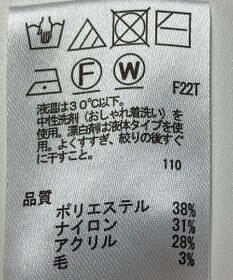 F
W
F22T
液温は30℃以下。
中性洗剤（おしゃれ着洗い）を
使用。漂白剤は液体タイプを使
用。よくすすぎ、絞りの後すぐ
に干すこと。
110
品質
ポリエステル 38%
ナイロン 31%
アクリル 28%
毛 3%